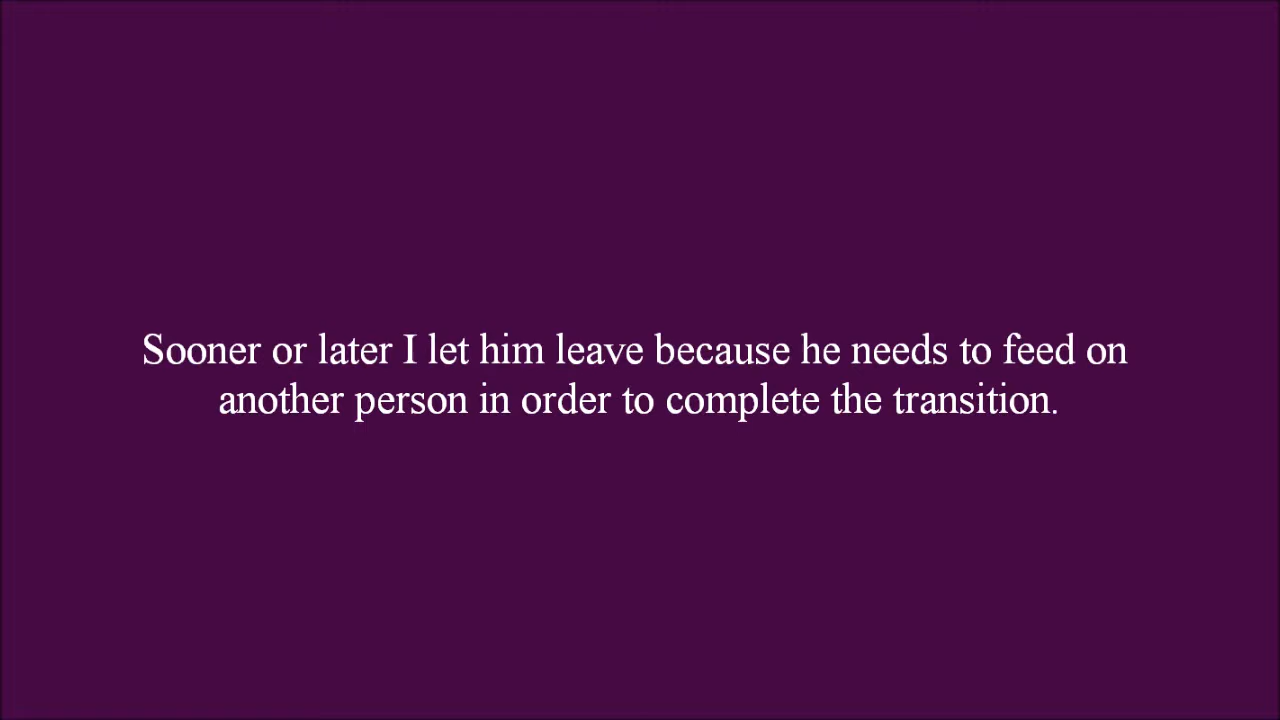 Sooner or later I let him leave because he needs to feed on
another person in order to complete the transition.